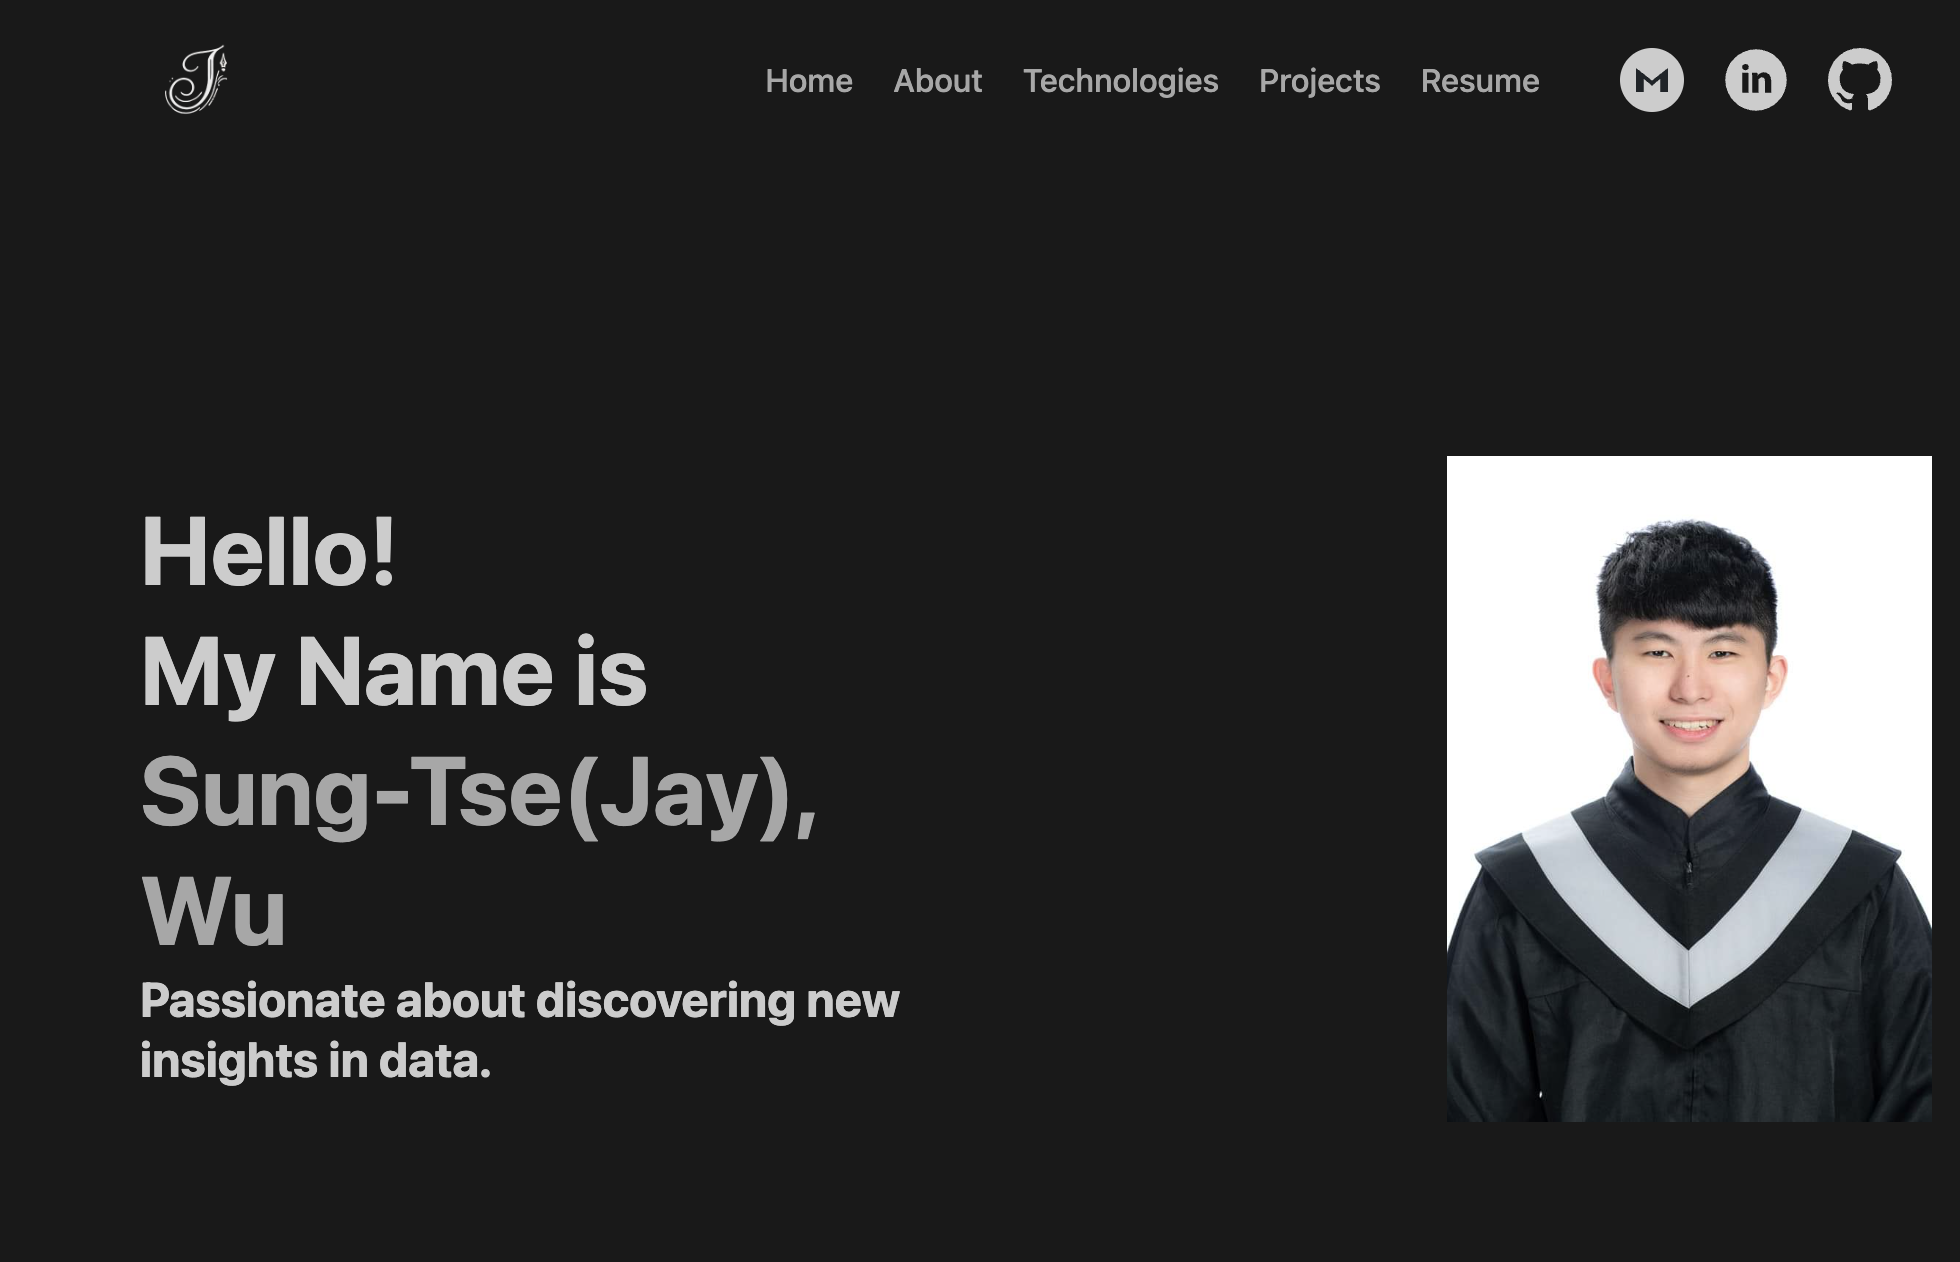 Home About Technologies Projects Resume
Hello!
My Name is
Sung-Tse(Jay),
Wu
Passionate about discovering new
insights in data.